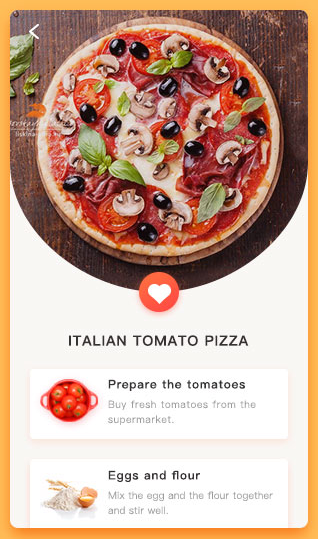 ITALIAN TOMATO PIZZA
Prepare the tomatoes
Buy fresh tomatoes from the
supermarket.
Eggs and flour
Mix the egg and the flour together
and stir well.